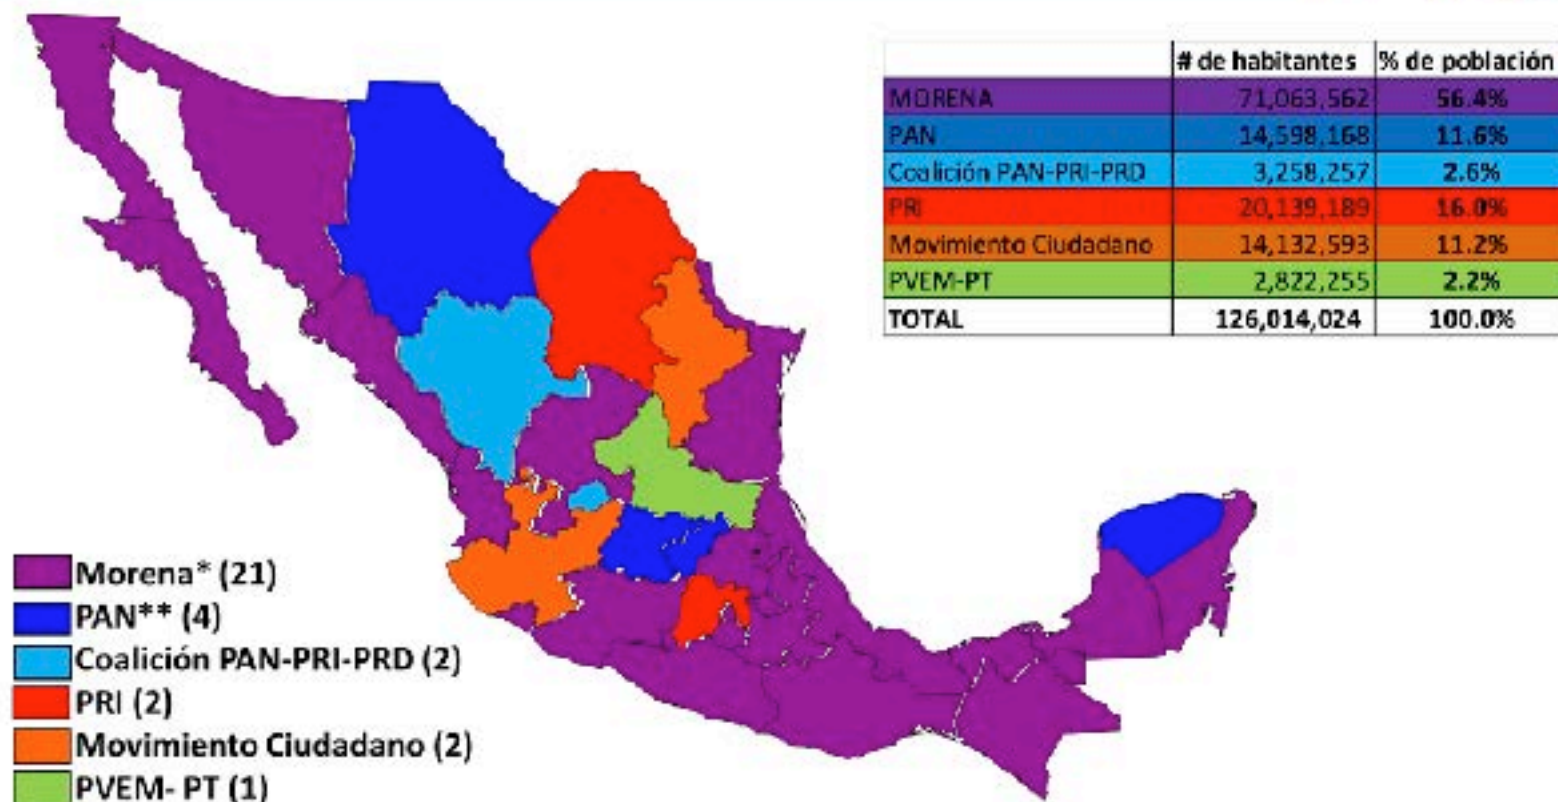 # de habitantes % de población
MORENA 71,063,562 56.4%
PAN 14,598,168 11.6%
Coalición PAN-PRI-PRD 3,258,257 2.6%
PRI 20,139,189 16.0%
Movimiento Ciudadano 14,132,593 11.2%
PVEM-PT 2,822,255 2.2%
TOTAL 126,014,024 100.0%
Morena* (21)
PAN** (4)
Coalición PAN-PRI-PRD (2)
PRI (2)
Movimiento Ciudadano (2)
PVEM- PT (1)